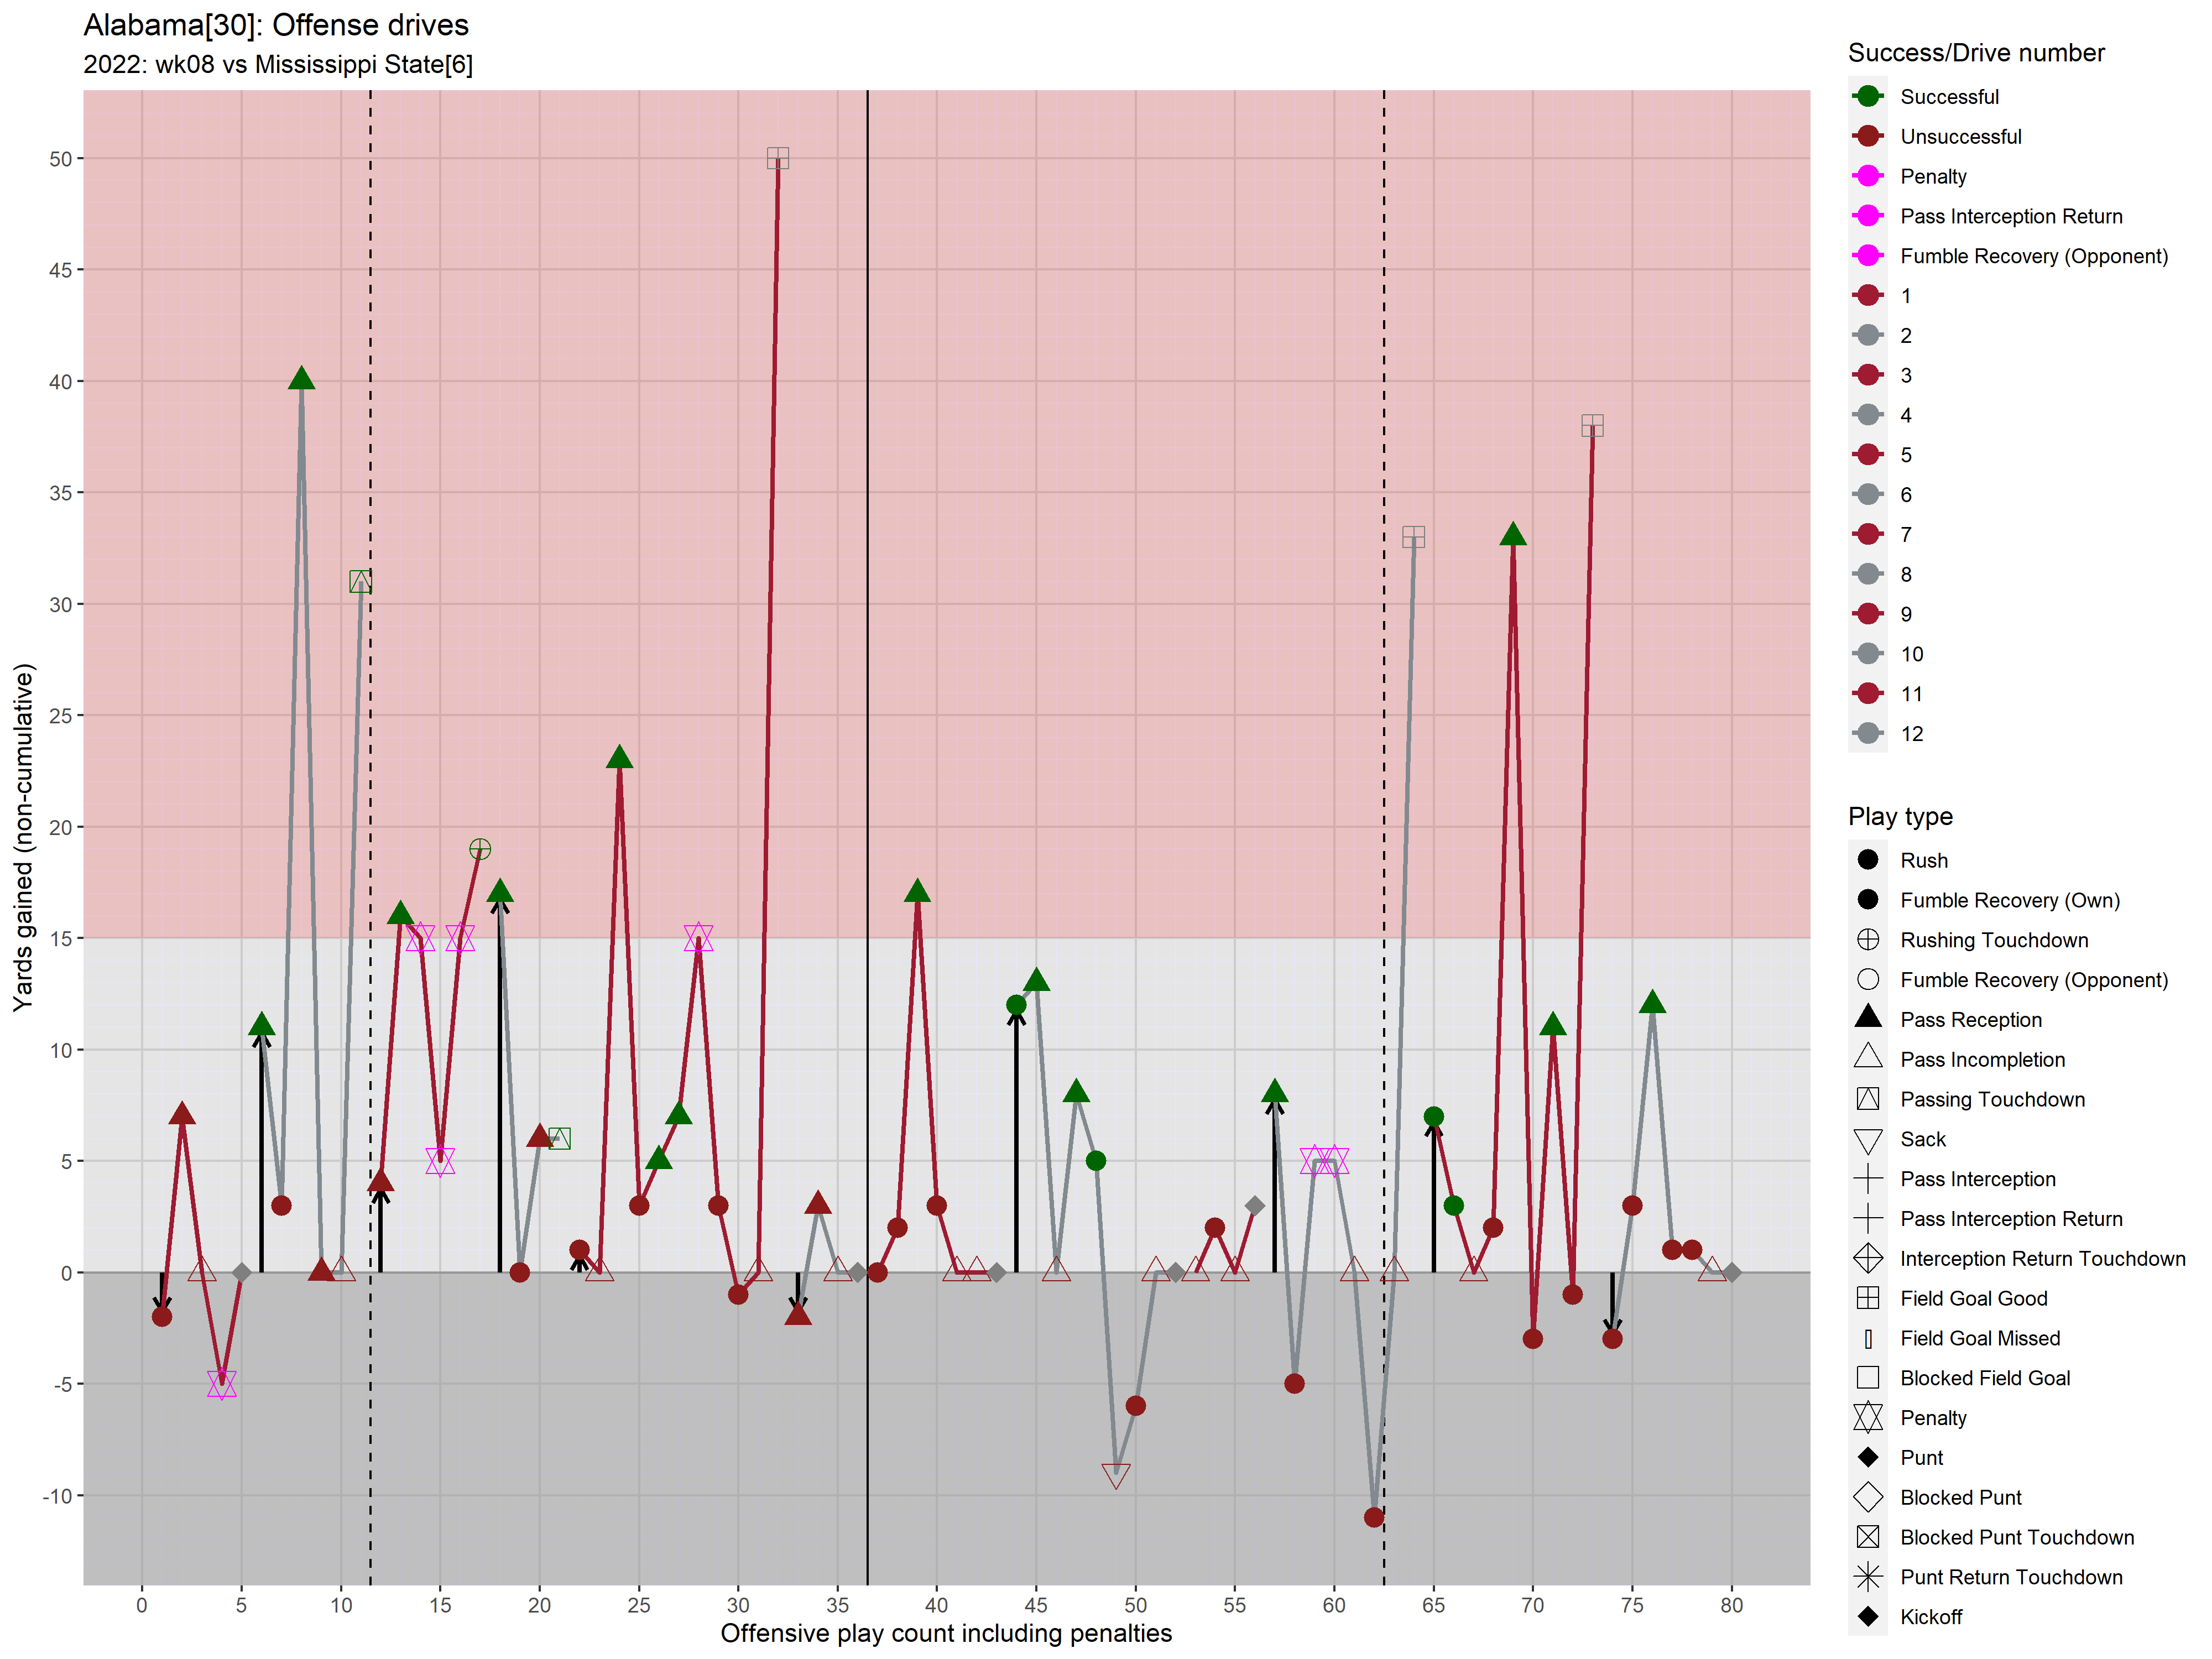 Alabama[30]: Offense drives
2022: wk08 vs Mississippi State[6]
Yards gained (non-cumulative)
50
45
40
35
30
25
20
15
10
5
0
-5
-10
0 5 10 15 20 25 30 35 40 45 50 55 60 65 70 75 80
Offensive play count including penalties
Success/Drive number
Successful
Unsuccessful
Penalty
Pass Interception Return
Fumble Recovery (Opponent)
1
2
3
4
5
6
7
8
9
10
11
12
Play type
Rush
Fumble Recovery (Own)
Rushing Touchdown
Fumble Recovery (Opponent)
Pass Reception
Pass Incompletion
Passing Touchdown
Sack
Pass Interception
Pass Interception Return
Interception Return Touchdown
Field Goal Good
Field Goal Missed
Blocked Field Goal
Penalty
Punt
Blocked Punt
Blocked Punt Touchdown
Punt Return Touchdown
Kickoff